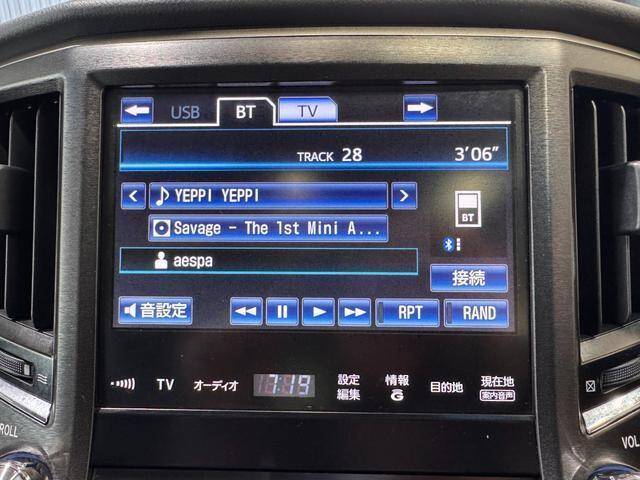 USB BT TV
TRACK 28 3'06"
YEPPI YEPPI
Savage - The 1st Mini A...
BT
aespa
接続
音設定 RPT RAND
TV オーディオ 7:19 設定編集 情報G 目的地 現在地
案内音声
ROLL
VOL